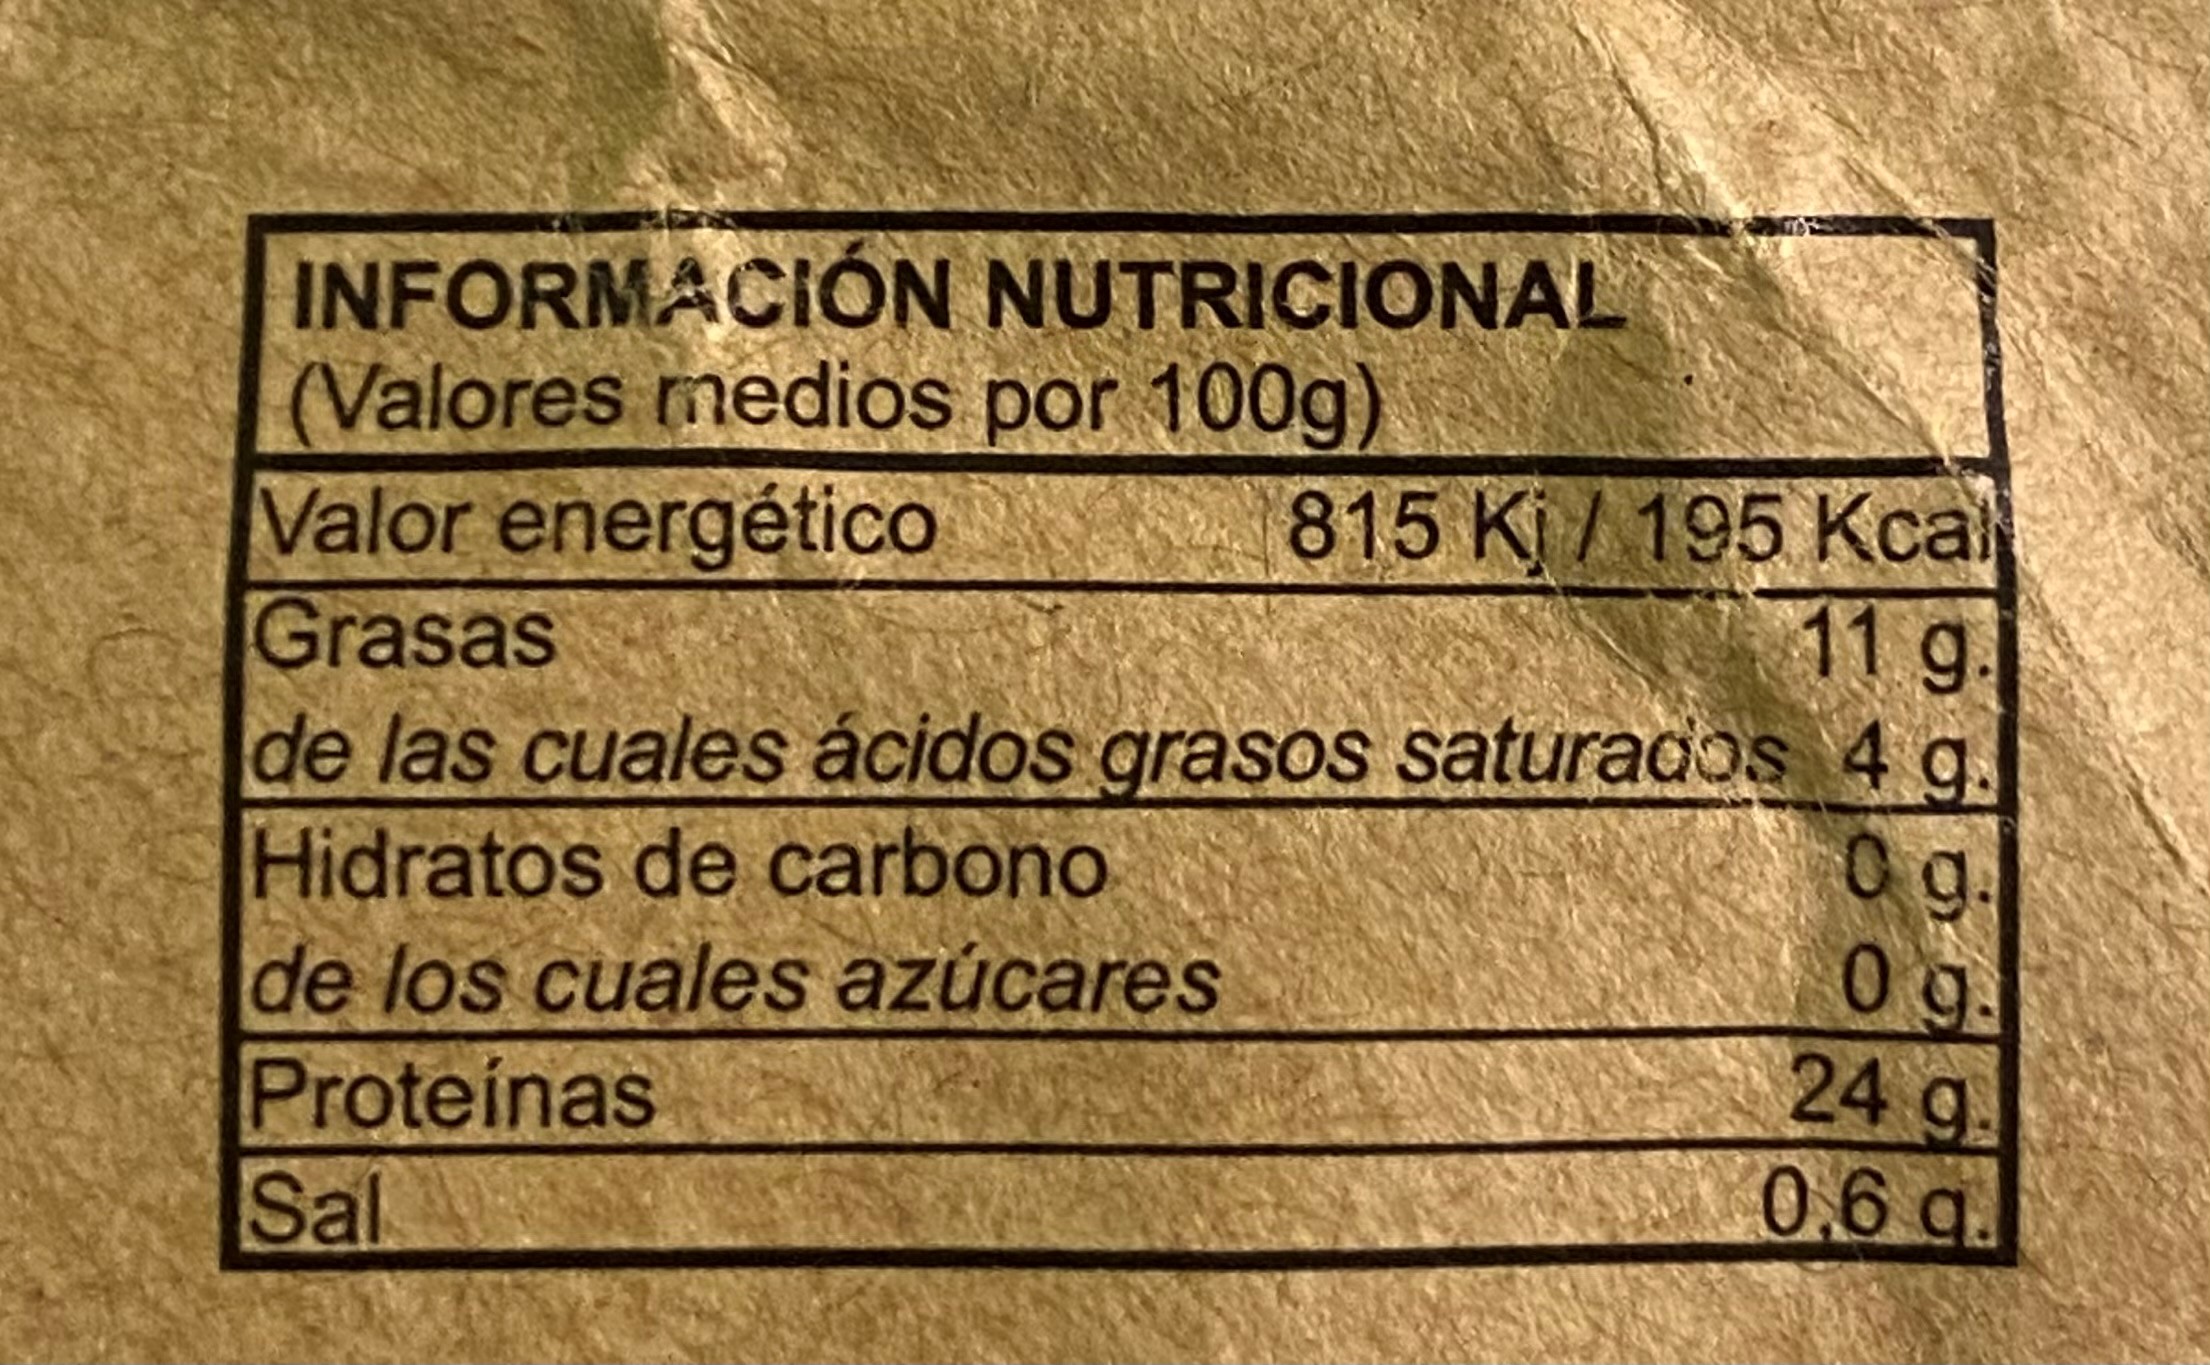 INFORMACIÓN NUTRICIONAL
(Valores medios por 100g)
Valor energético 815 Kj / 195 Kcal
Grasas 11 g.
de las cuales ácidos grasos saturados 4 g.
Hidratos de carbono 0 g.
de los cuales azúcares 0 g.
Proteínas 24 g.
Sal 0,6 g.